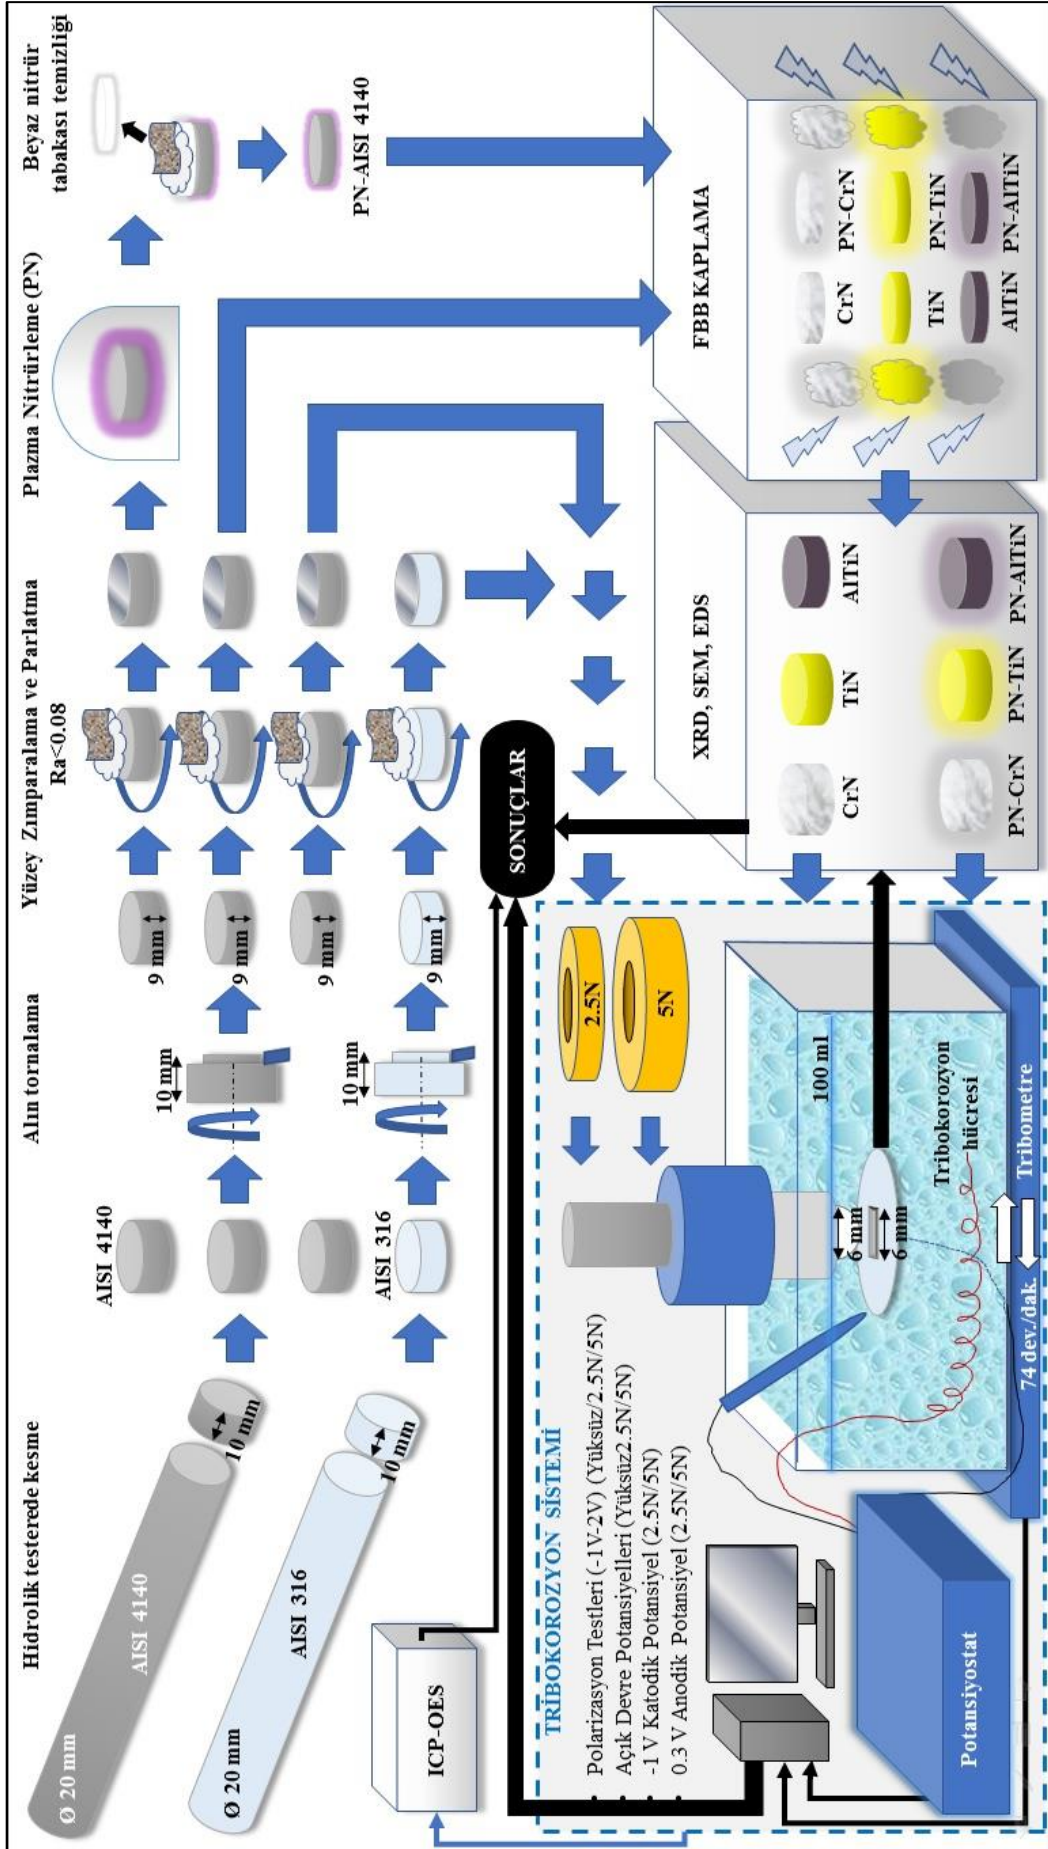 Hidrolik testerede kesme
Alın tornalama
Yüzey Zımparalama ve Parlatma
Ra<0.08
Plazma Nitrürleme (PN)
Beyaz nitrür
tabakası temizliği
Ø 20 mm
AISI 4140
10 mm
AISI 4140
10 mm
9 mm
9 mm
9 mm
PN-AISI 4140
Ø 20 mm
AISI 316
10 mm
AISI 316
10 mm
9 mm
ICP-OES
SONUÇLAR
TRİBOKOROZYON SİSTEMİ
Polarizasyon Testleri (-1V-2V) (Yüksüz/2.5N/5N)
Açık Devre Potansiyelleri (Yüksüz2.5N/5N)
-1 V Katodik Potansiyel (2.5N/5N)
0.3 V Anodik Potansiyel (2.5N/5N)
2.5N
5N
100 ml
6 mm
6 mm
Tribokorozyon
hücresi
74 dev./dak.
Tribometre
Potansiyostat
XRD, SEM, EDS
CrN
TiN
AlTiN
PN-CrN
PN-TiN
PN-AlTiN
FBB KAPLAMA
CrN
PN-CrN
TiN
PN-TiN
AlTiN
PN-AlTiN